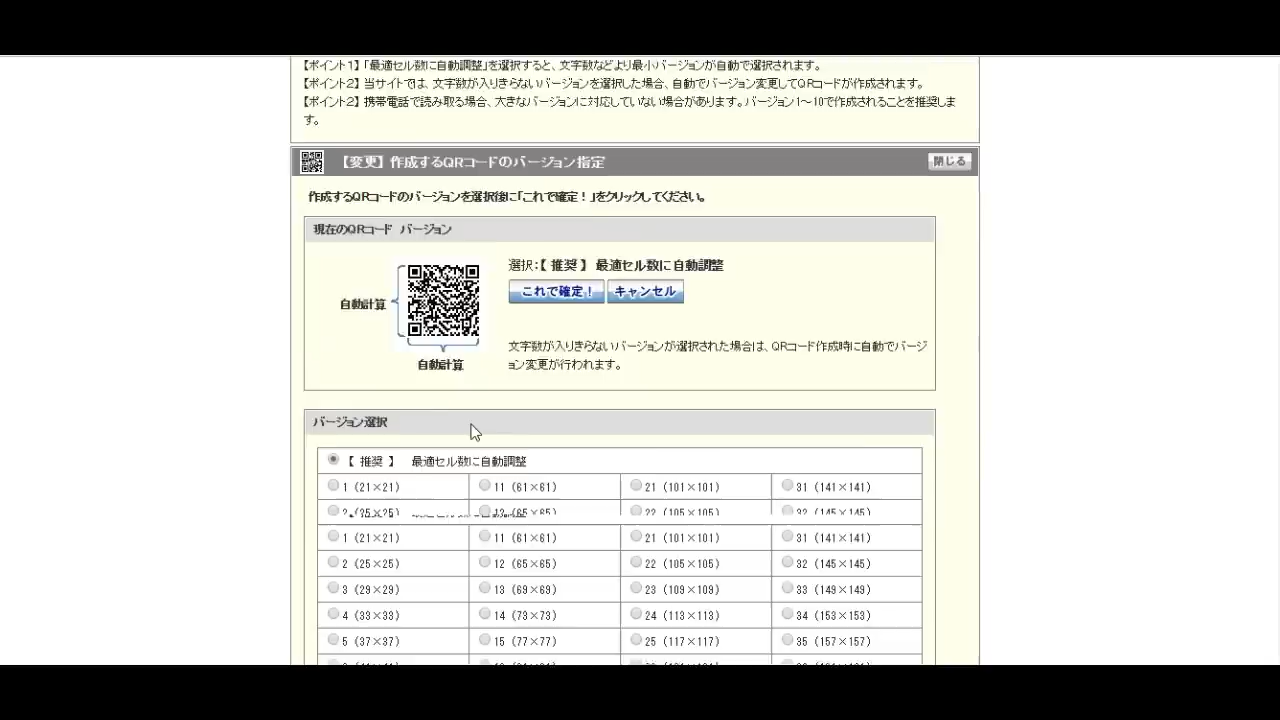 【ポイント1】「最適セル数に自動調整」を選択すると、文字数などより最小バージョンが自動で選択されます。
【ポイント2】当サイトでは、文字数が入りきらないバージョンを選択した場合、自動でバージョン変更してQRコードが作成されます。
【ポイント2】携帯電話で読み取る場合、大きなバージョンに対応していない場合があります。バージョン1～10で作成されることを推奨しま
す。
【変更】作成するQRコードのバージョン指定 閉じる
作成するQRコードのバージョンを選択後に「これで確定！」をクリックしてください。
現在のQRコード バージョン
選択：【 推奨 】 最適セル数に自動調整
これで確定！ キャンセル
自動計算
文字数が入りきらないバージョンが選択された場合は、QRコード作成時に自動でバージ
ョン変更が行われます。
自動計算
バージョン選択
【 推奨 】 最適セル数に自動調整
1 (21×21) 11 (61×61) 21 (101×101) 31 (141×141)
2 (25×25) 12 (65×65) 22 (105×105) 32 (145×145)
1 (21×21) 11 (61×61) 21 (101×101) 31 (141×141)
2 (25×25) 12 (65×65) 22 (105×105) 32 (145×145)
3 (29×29) 13 (69×69) 23 (109×109) 33 (149×149)
4 (33×33) 14 (73×73) 24 (113×113) 34 (153×153)
5 (37×37) 15 (77×77) 25 (117×117) 35 (157×157)